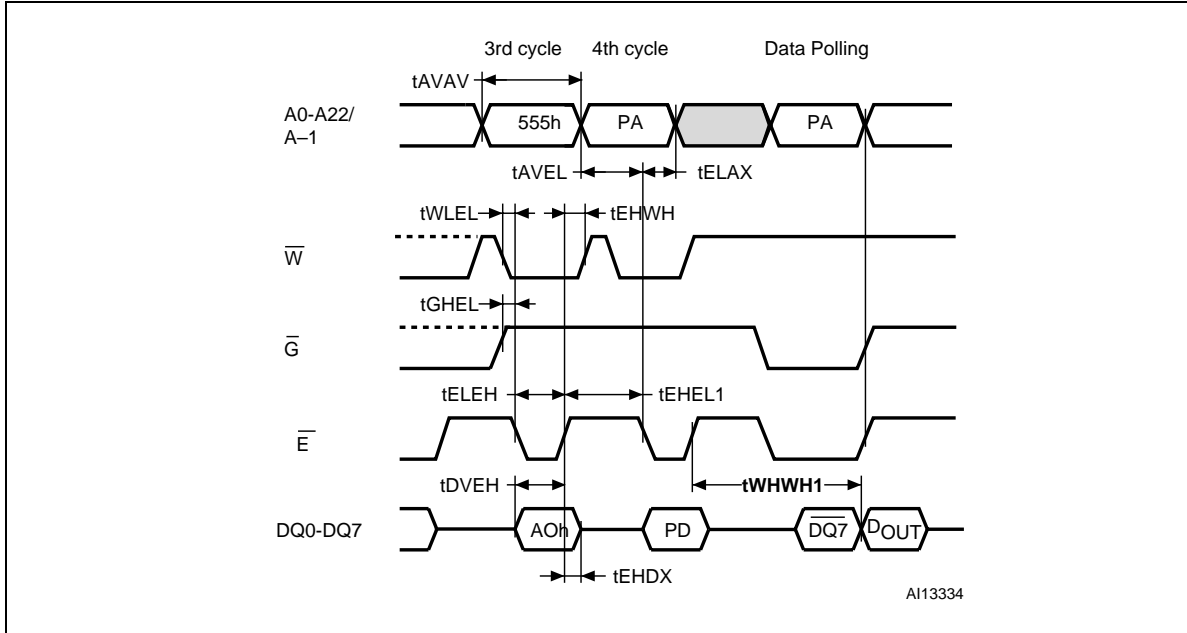 3rd cycle 4th cycle Data Polling
tAVAV
A0-A22/
A–1
555h PA PA
tAVEL tELAX
tWLEL tEHWH
W
tGHEL
G
tELEH tEHEL1
E
tDVEH tWHWH1
DQ0-DQ7 AOh PD DQ7 DOUT
tEHDX
AI13334